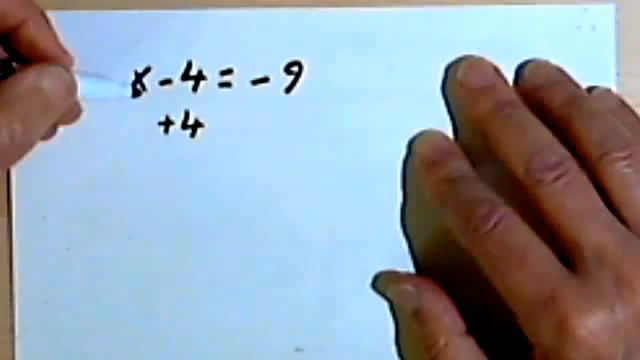 x - 4 = - 9
+4